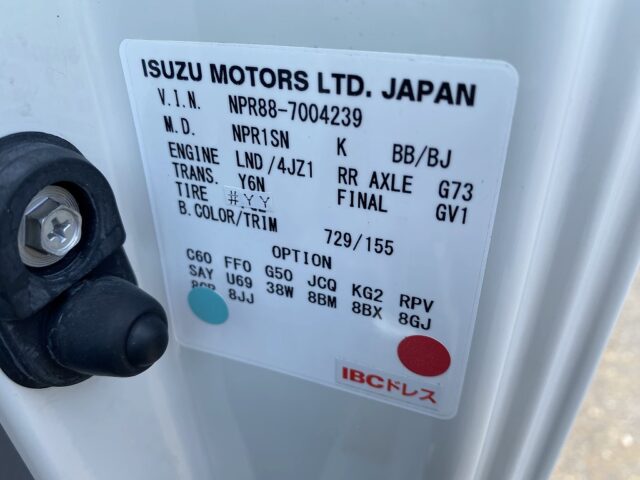 ISUZU MOTORS LTD. JAPAN
V.I.N. NPR88-7004239
M.D. NPR1SN K BB/BJ
ENGINE LND/4JZ1 RR AXLE G73
TRANS. Y6N FINAL GV1
TIRE #YY
B.COLOR/TRIM 729/155
OPTION
C60 FF0 G50 JCQ KG2 RPV
SAY U69 38W 8BM 8BX 8GJ
8JJ
IBCドレス